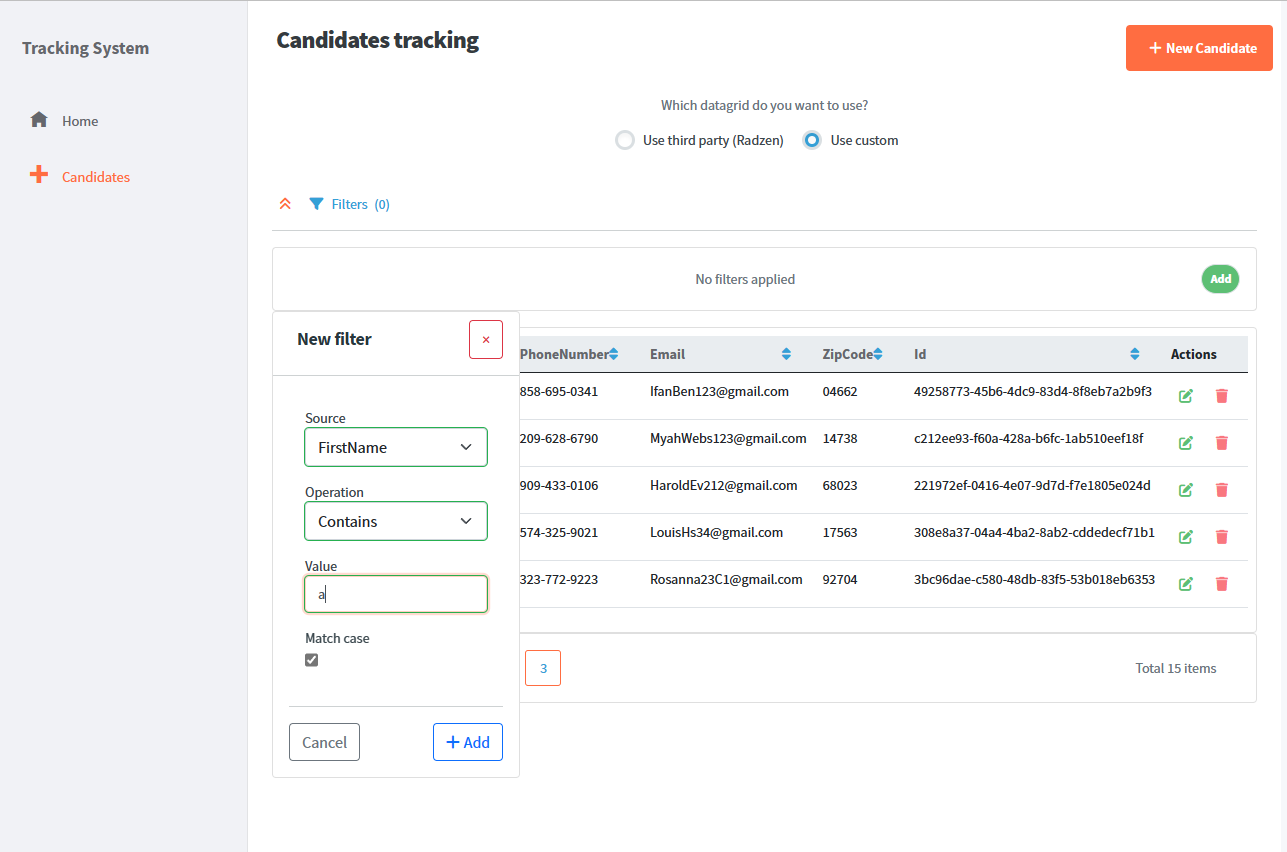 Tracking System
Home
Candidates
Candidates tracking
+ New Candidate
Which datagrid do you want to use?
Use third party (Radzen) Use custom
Filters (0)
No filters applied Add
New filter ×
Source
FirstName
Operation
Contains
Value
a
Match case
Cancel + Add
PhoneNumber Email ZipCode Id Actions
858-695-0341 IfanBen123@gmail.com 04662 49258773-45b6-4dc9-83d4-8f8eb7a2b9f3
209-628-6790 MyahWebs123@gmail.com 14738 c212ee93-f60a-428a-b6fc-1ab510eef18f
909-433-0106 HaroldEv212@gmail.com 68023 221972ef-0416-4e07-9d7d-f7e1805e024d
574-325-9021 LouisHs34@gmail.com 17563 308e8a37-04a4-4ba2-8ab2-cddedecf71b1
323-772-9223 Rosanna23C1@gmail.com 92704 3bc96dae-c580-48db-83f5-53b018eb6353
3 Total 15 items